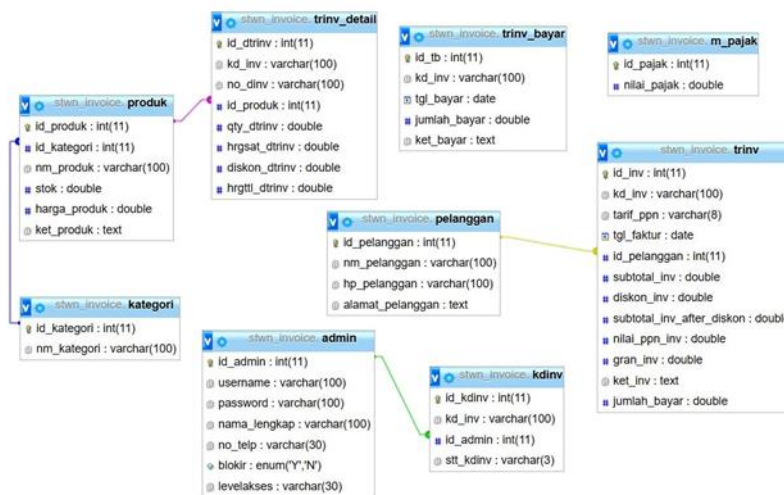 stwn_invoice. trinv_detail
id_dtrinv : int(11)
kd_inv : varchar(100)
no_dinv : varchar(100)
id_produk : int(11)
qty_dtrinv : double
hrgsat_dtrinv : double
diskon_dtrinv : double
hrgttl_dtrinv : double
stwn_invoice. trinv_bayar
id_tb : int(11)
kd_inv : varchar(100)
tgl_bayar : date
jumlah_bayar : double
ket_bayar : text
stwn_invoice. m_pajak
id_pajak : int(11)
nilai_pajak : double
stwn_invoice. produk
id_produk : int(11)
id_kategori : int(11)
nm_produk : varchar(100)
stok : double
harga_produk : double
ket_produk : text
stwn_invoice. trinv
id_inv : int(11)
kd_inv : varchar(100)
tarif_ppn : varchar(8)
tgl_faktur : date
id_pelanggan : int(11)
subtotal_inv : double
diskon_inv : double
subtotal_inv_after_diskon : double
nilai_ppn_inv : double
gran_inv : double
ket_inv : text
jumlah_bayar : double
stwn_invoice. pelanggan
id_pelanggan : int(11)
nm_pelanggan : varchar(100)
hp_pelanggan : varchar(100)
alamat_pelanggan : text
stwn_invoice. kategori
id_kategori : int(11)
nm_kategori : varchar(100)
stwn_invoice. admin
id_admin : int(11)
username : varchar(100)
password : varchar(100)
nama_lengkap : varchar(100)
no_telp : varchar(30)
blokir : enum('Y','N')
levelakses : varchar(30)
stwn_invoice. kdinv
id_kdinv : int(11)
kd_inv : varchar(100)
id_admin : int(11)
stt_kdinv : varchar(3)